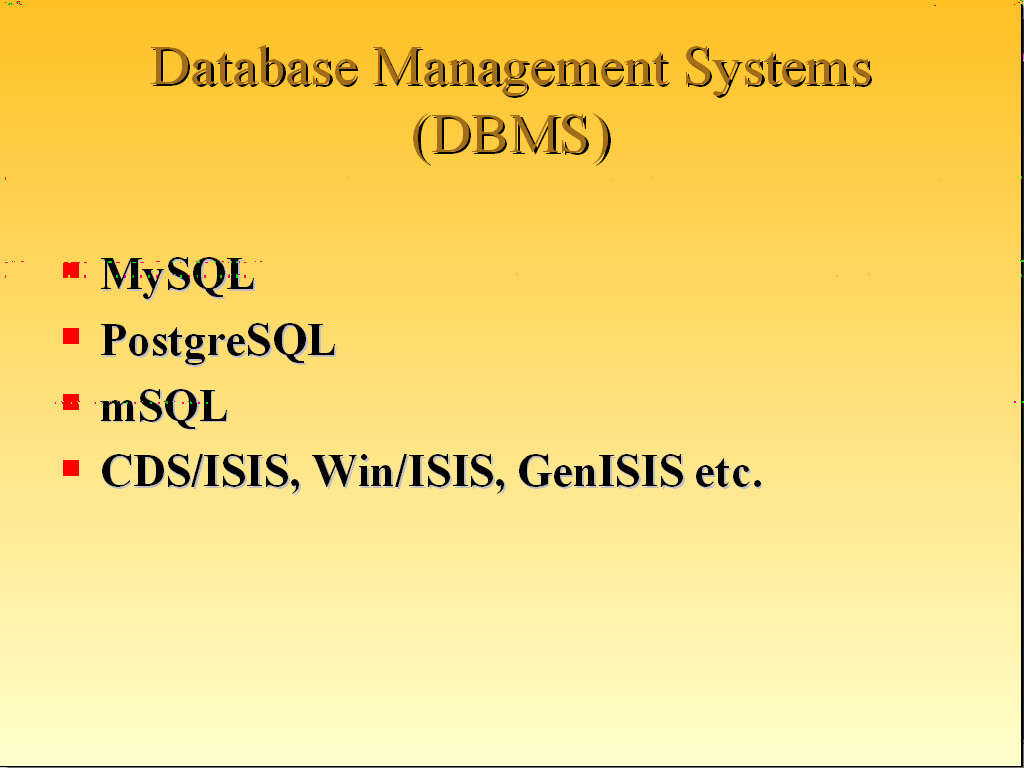 Database Management Systems
(DBMS)
MySQL
PostgreSQL
mSQL
CDS/ISIS, Win/ISIS, GenISIS etc.